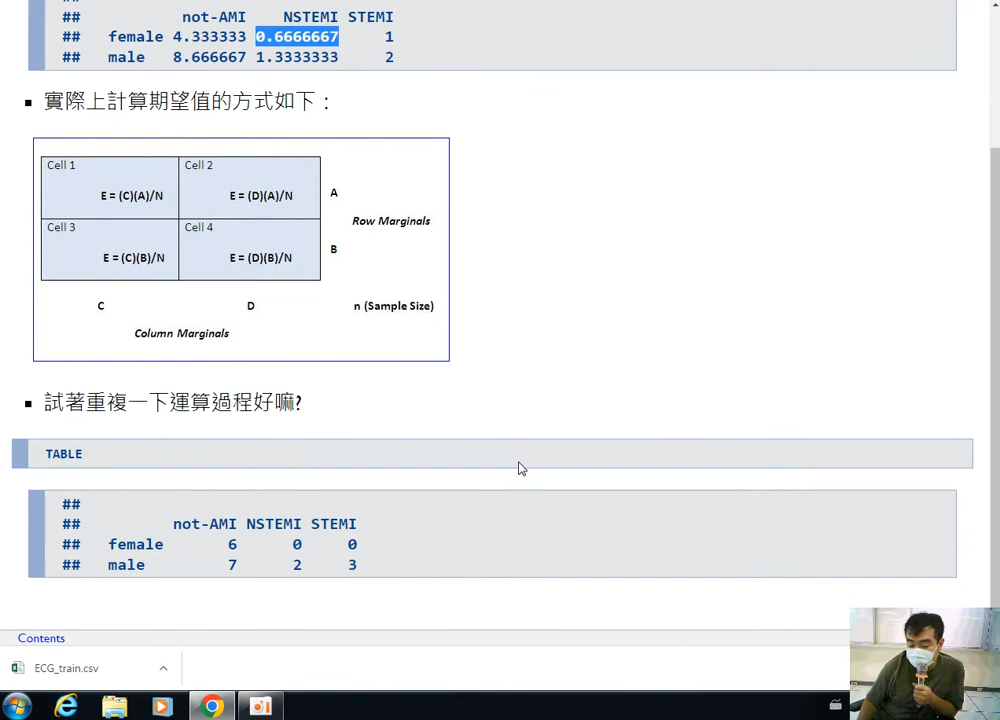 ##         not-AMI    NSTEMI STEMI
## female 4.333333 0.6666667     1
## male   8.666667 1.3333333     2
實際上計算期望值的方式如下：
Cell 1 Cell 2
E = (C)(A)/N E = (D)(A)/N A
Row Marginals
Cell 3 Cell 4
E = (C)(B)/N E = (D)(B)/N B
C D n (Sample Size)
Column Marginals
試著重複一下運算過程好嘛?
TABLE
##
##        not-AMI NSTEMI STEMI
## female       6      0     0
## male         7      2     3
Contents
ECG_train.csv